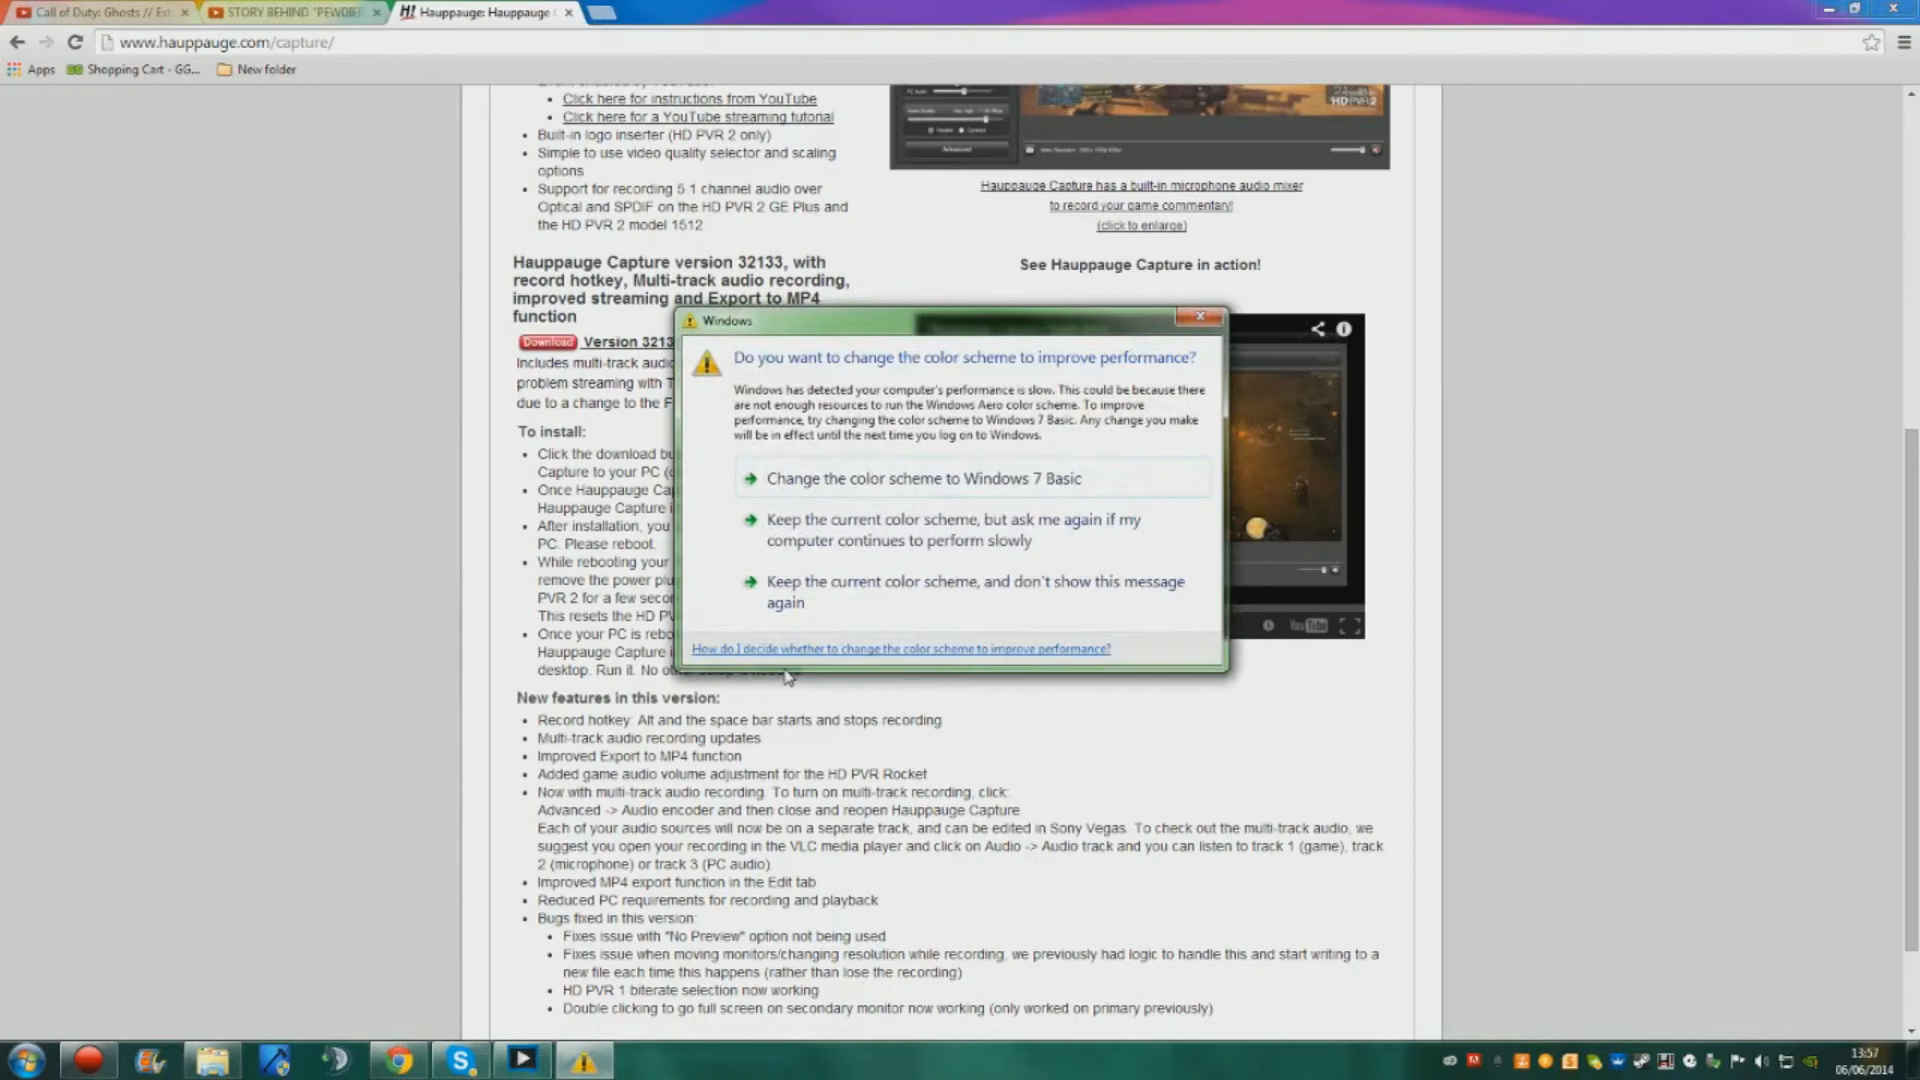 Call of Duty: Ghosts // Ext
STORY BEHIND "PEWDIEP
Hauppauge: Hauppauge C
www.hauppauge.com/capture/
Apps
Shopping Cart - GG...
New folder
Click here for instructions from YouTube
Click here for a YouTube streaming tutorial
Built-in logo inserter (HD PVR 2 only)
Simple to use video quality selector and scaling
options
Support for recording 5.1 channel audio over
Optical and SPDIF on the HD PVR 2 GE Plus and
the HD PVR 2 model 1512
HD PVR 2
Advanced
Hauppauge Capture has a built-in microphone audio mixer
to record your game commentary!
(click to enlarge)
Hauppauge Capture version 32133, with
record hotkey, Multi-track audio recording,
improved streaming and Export to MP4
function
See Hauppauge Capture in action!
Download Version 3213
Includes multi-track audio
problem streaming with T
due to a change to the F
To install:
Click the download bu
Capture to your PC (
Once Hauppauge Cap
Hauppauge Capture i
After installation, you
PC. Please reboot.
While rebooting your
remove the power plu
PVR 2 for a few secon
This resets the HD PV
Once your PC is rebo
Hauppauge Capture i
desktop. Run it. No
Windows
Do you want to change the color scheme to improve performance?
Windows has detected your computer's performance is slow. This could be because there
are not enough resources to run the Windows Aero color scheme. To improve
performance, try changing the color scheme to Windows 7 Basic. Any change you make
will be in effect until the next time you log on to Windows.
Change the color scheme to Windows 7 Basic
Keep the current color scheme, but ask me again if my
computer continues to perform slowly
Keep the current color scheme, and don't show this message
again
How do I decide whether to change the color scheme to improve performance?
YouTube
New features in this version:
Record hotkey: Alt and the space bar starts and stops recording
Multi-track audio recording updates
Improved Export to MP4 function
Added game audio volume adjustment for the HD PVR Rocket
Now with multi-track audio recording. To turn on multi-track recording, click:
Advanced -> Audio encoder and then close and reopen Hauppauge Capture
Each of your audio sources will now be on a separate track, and can be edited in Sony Vegas. To check out the multi-track audio, we
suggest you open your recording in the VLC media player and click on Audio -> Audio track and you can listen to track 1 (game), track
2 (microphone) or track 3 (PC audio).
Improved MP4 export function in the Edit tab
Reduced PC requirements for recording and playback
Bugs fixed in this version:
Fixes issue with "No Preview" option not being used
Fixes issue when moving monitors/changing resolution while recording, we previously had logic to handle this and start writing to a
new file each time this happens (rather than lose the recording)
HD PVR 1 biterate selection now working
Double clicking to go full screen on secondary monitor now working (only worked on primary previously)
13:57
06/06/2014